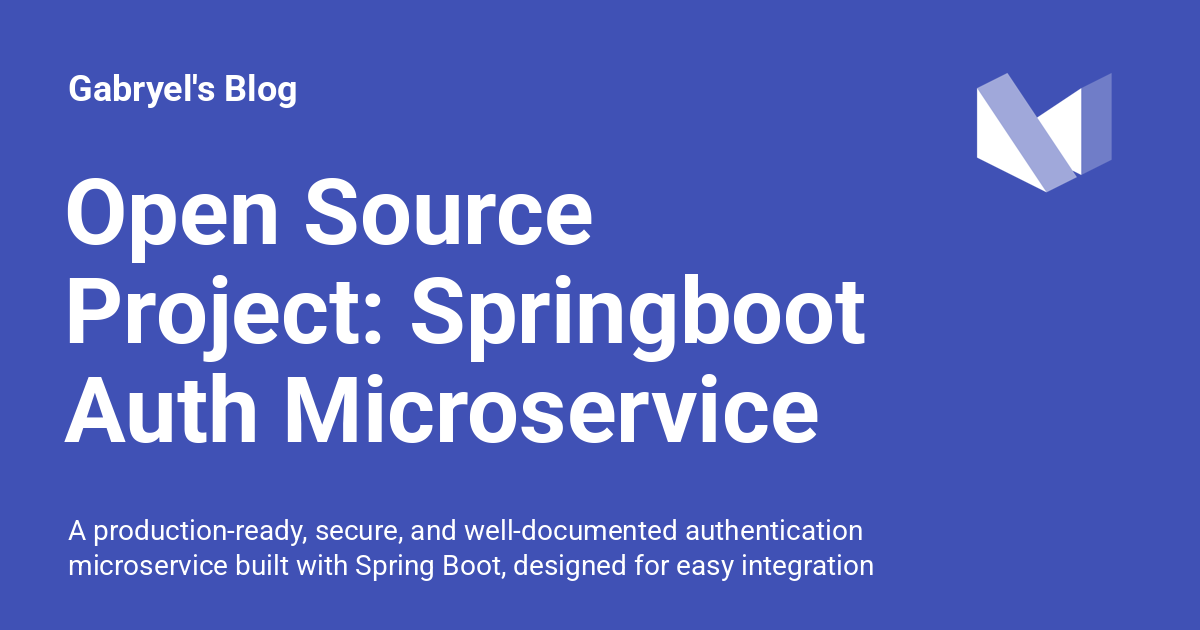 Gabryel's Blog
Open Source
Project: Springboot
Auth Microservice
A production-ready, secure, and well-documented authentication
microservice built with Spring Boot, designed for easy integration